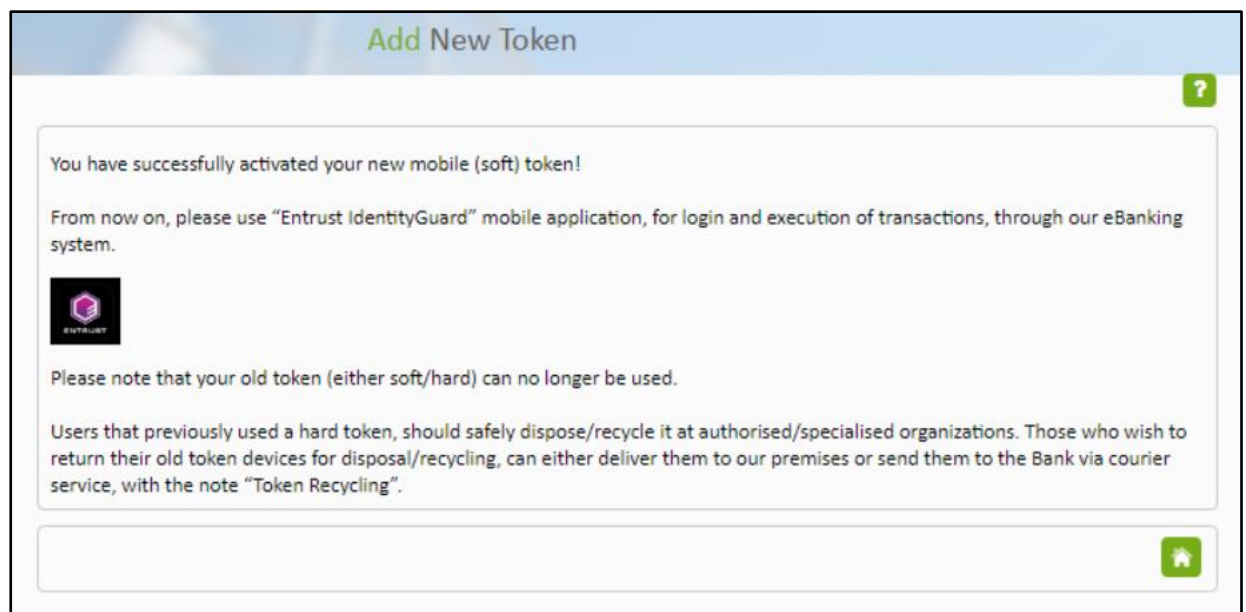 Add New Token
?
You have successfully activated your new mobile (soft) token!
From now on, please use “Entrust IdentityGuard” mobile application, for login and execution of transactions, through our eBanking
system.
ENTRUST
Please note that your old token (either soft/hard) can no longer be used.
Users that previously used a hard token, should safely dispose/recycle it at authorised/specialised organizations. Those who wish to
return their old token devices for disposal/recycling, can either deliver them to our premises or send them to the Bank via courier
service, with the note “Token Recycling”.